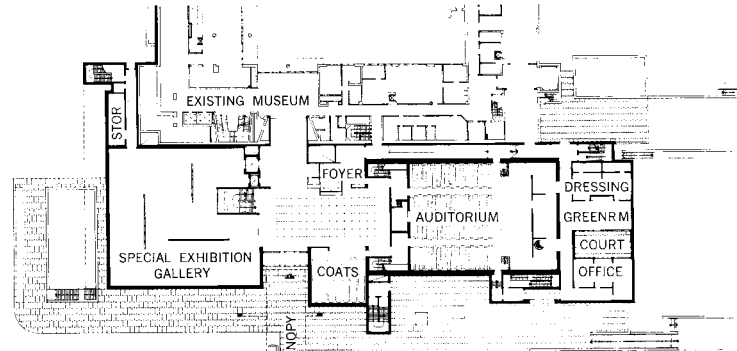 EXISTING MUSEUM
STOR
FOYER
DRESSING
AUDITORIUM
GREENRM
COURT
SPECIAL EXHIBITION
GALLERY
COATS
OFFICE
NOPY